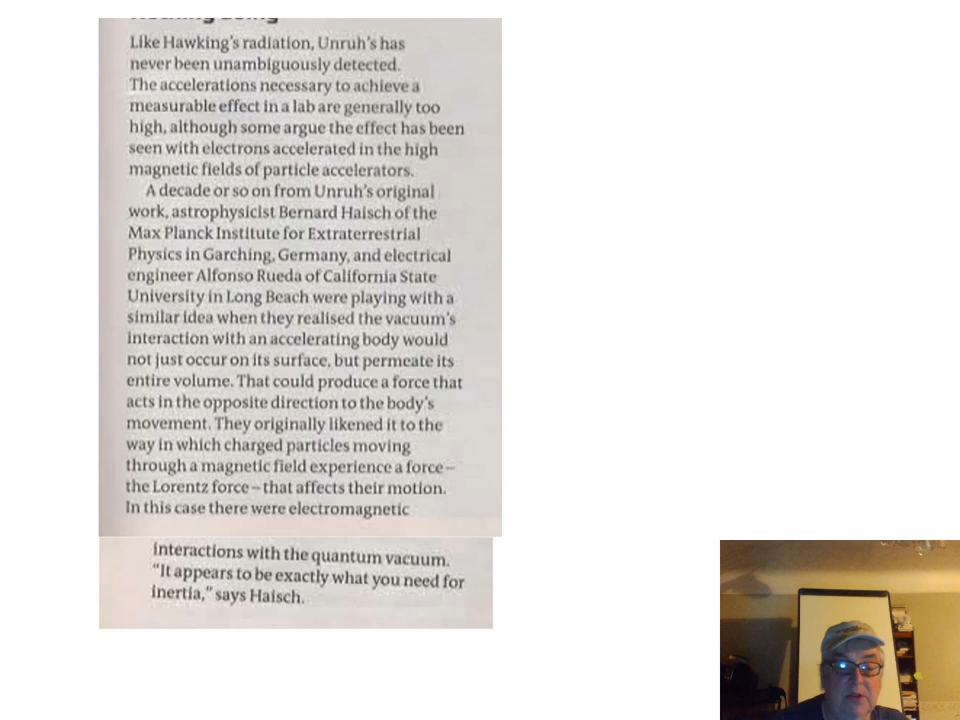 Like Hawking's radiation, Unruh's has
never been unambiguously detected.
The accelerations necessary to achieve a
measurable effect in a lab are generally too
high, although some argue the effect has been
seen with electrons accelerated in the high
magnetic fields of particle accelerators.
A decade or so on from Unruh's original
work, astrophysicist Bernard Haisch of the
Max Planck Institute for Extraterrestrial
Physics in Garching, Germany, and electrical
engineer Alfonso Rueda of California State
University in Long Beach were playing with a
similar idea when they realised the vacuum's
interaction with an accelerating body would
not just occur on its surface, but permeate its
entire volume. That could produce a force that
acts in the opposite direction to the body's
movement. They originally likened it to the
way in which charged particles moving
through a magnetic field experience a force –
the Lorentz force – that affects their motion.
In this case there were electromagnetic
interactions with the quantum vacuum.
"It appears to be exactly what you need for
inertia," says Haisch.